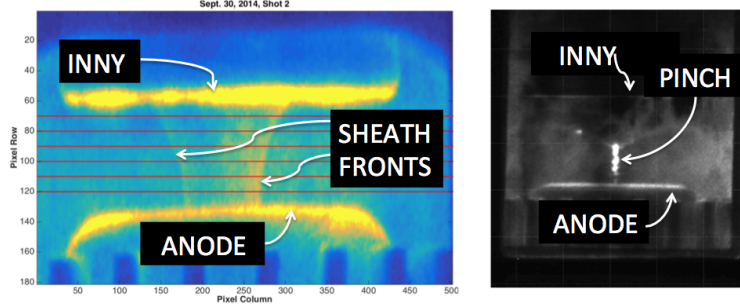 Sept. 30, 2014, Shot 2
INNY
SHEATH
FRONTS
ANODE
Pixel Row
20
40
60
80
100
120
140
160
180
50
100
150
200
250
300
350
400
450
500
Pixel Column
INNY
PINCH
ANODE